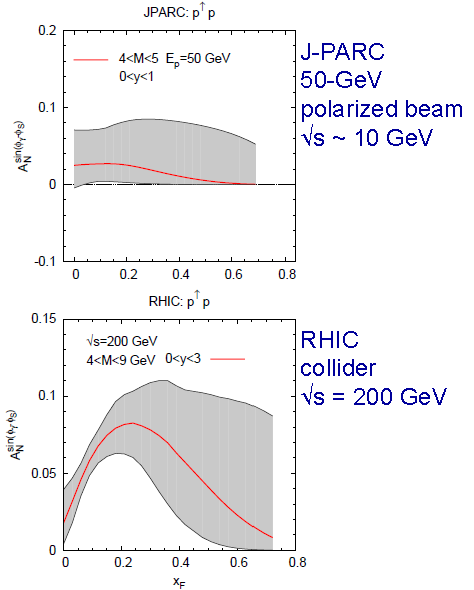 JPARC: p↑ p
0.2
4<M<5 E_p=50 GeV
0<y<1
0.1
A_N^sin(ϕ_γ-ϕ_S)
0
-0.1
0 0.2 0.4 0.6 0.8
J-PARC
50-GeV
polarized beam
√s ~ 10 GeV
RHIC: p↑ p
0.15
√s=200 GeV
4<M<9 GeV 0<y<3
0.1
A_N^sin(ϕ_γ-ϕ_S)
0.05
0
0 0.2 0.4 0.6 0.8
x_F
RHIC
collider
√s = 200 GeV